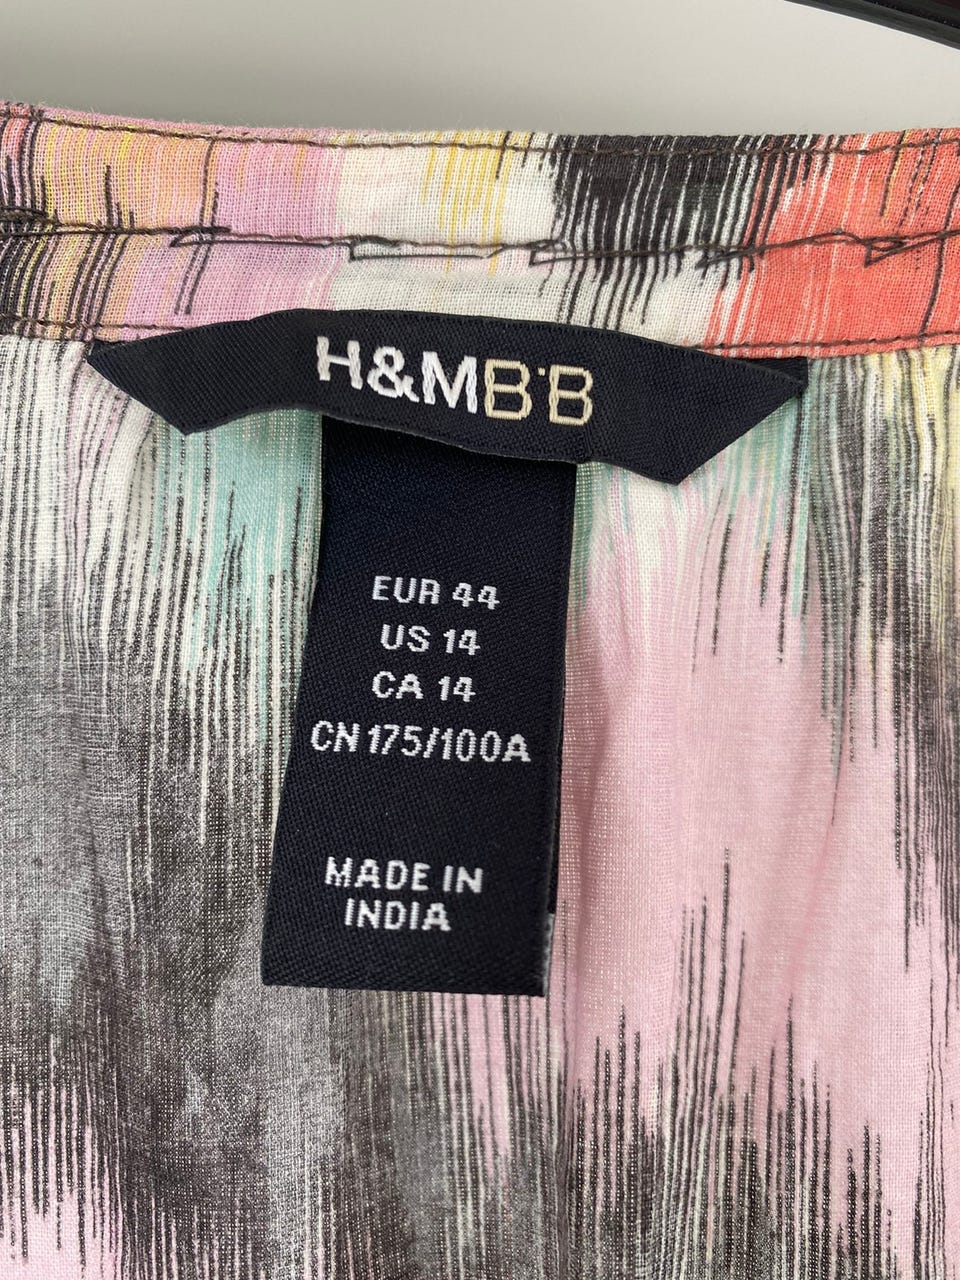 H&MB·B
EUR 44
US 14
CA 14
CN 175/100A
MADE IN
INDIA